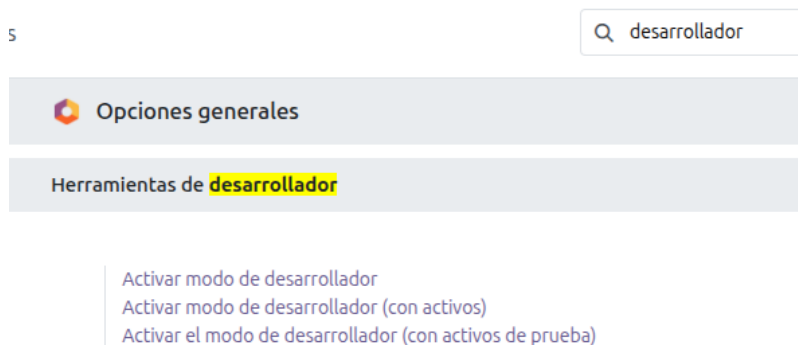 s
desarrollador
Opciones generales
Herramientas de desarrollador
Activar modo de desarrollador
Activar modo de desarrollador (con activos)
Activar el modo de desarrollador (con activos de prueba)